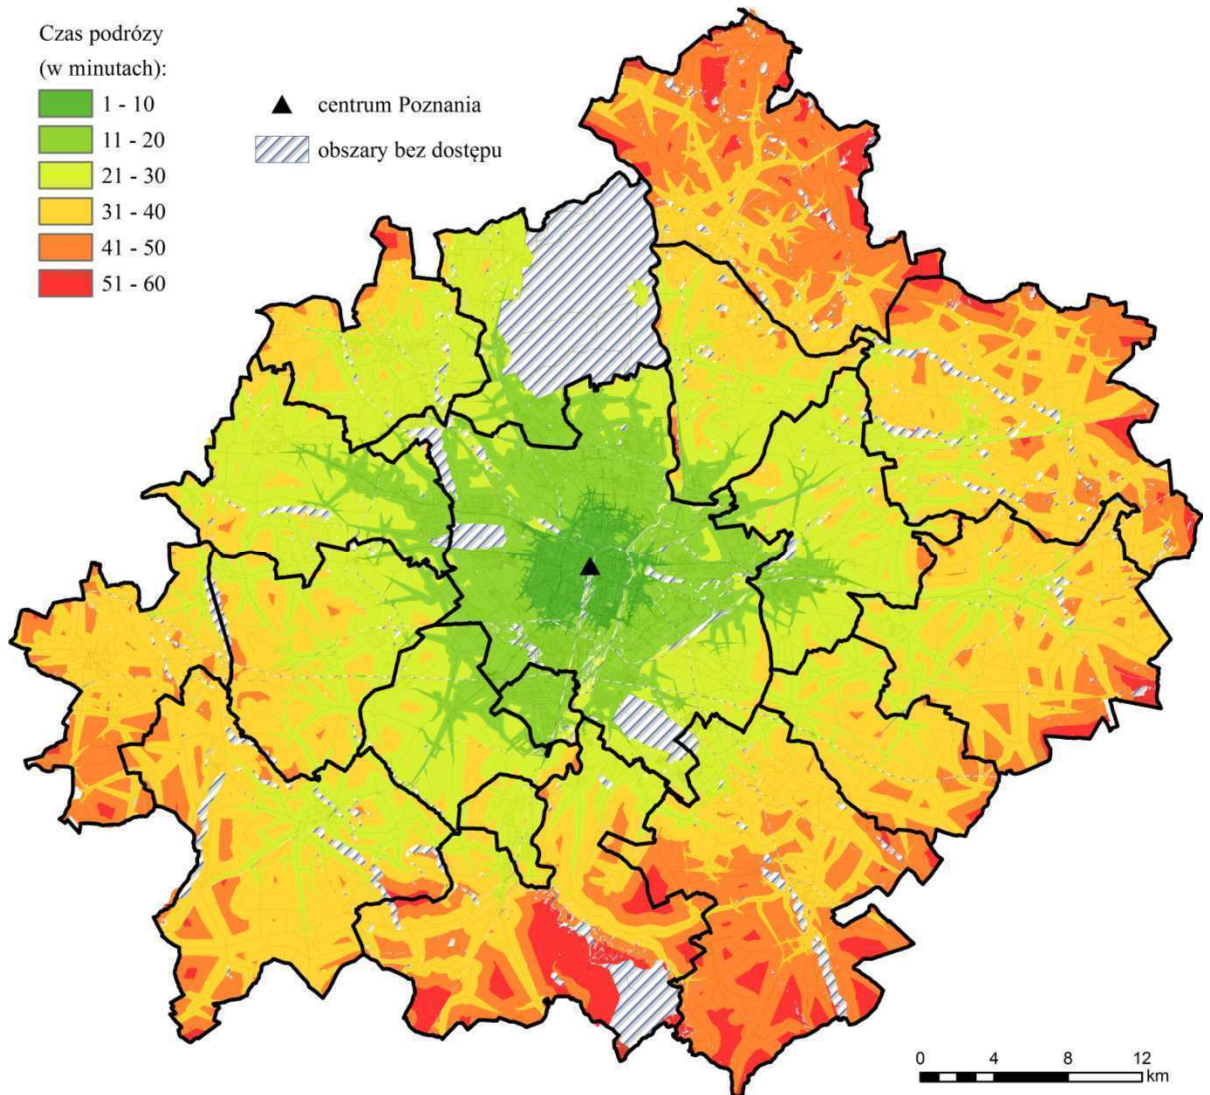 Czas podróży
(w minutach):
1 - 10
11 - 20
21 - 30
31 - 40
41 - 50
51 - 60
centrum Poznania
obszary bez dostępu
0 4 8 12
km